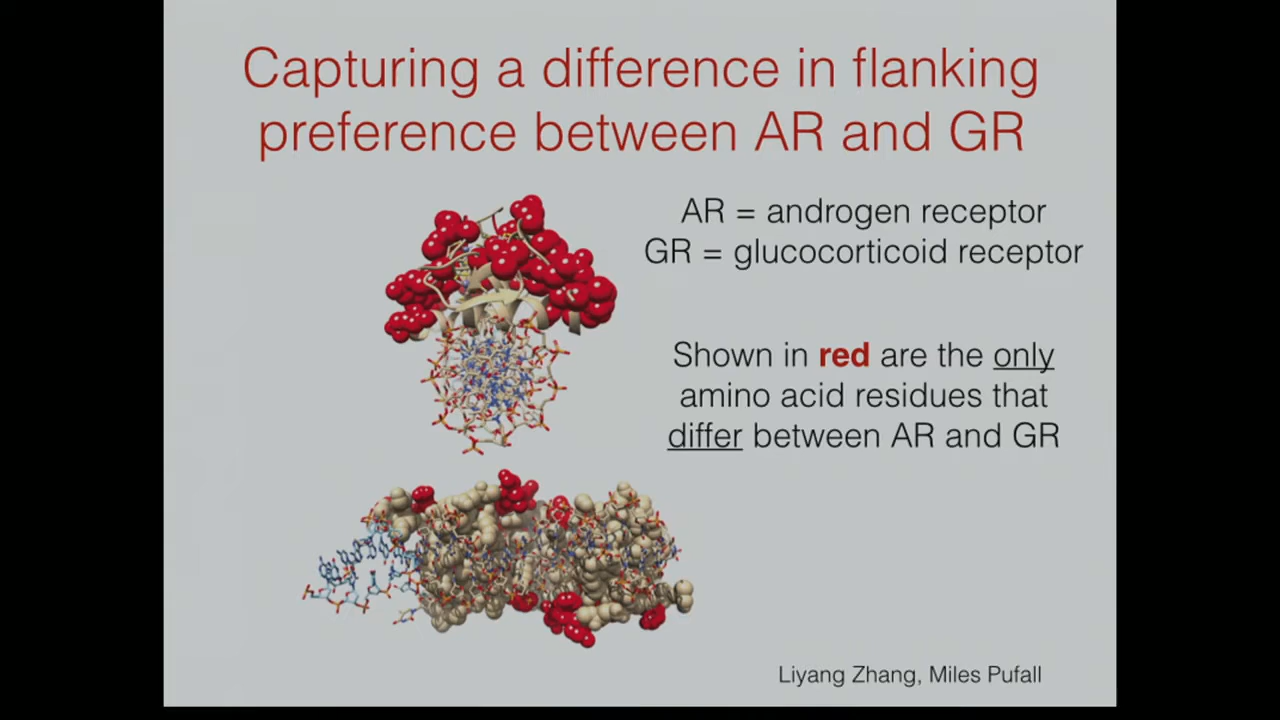 Capturing a difference in flanking
preference between AR and GR
AR = androgen receptor
GR = glucocorticoid receptor
Shown in red are the only
amino acid residues that
differ between AR and GR
Liyang Zhang, Miles Pufall